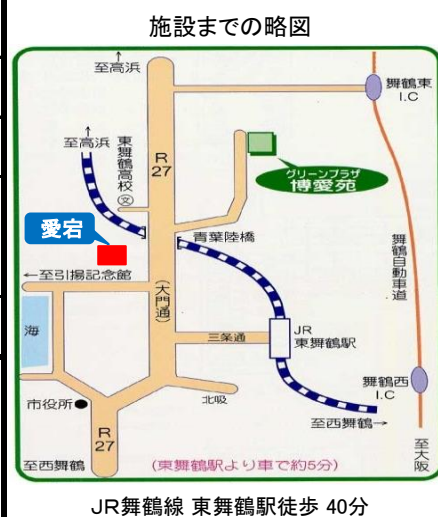 施設までの略図
↑
至高浜
舞鶴東
I.C
↑
至高浜
東舞鶴高校
文
R
27
グリーンプラザ
博愛苑
愛宕
青葉陸橋
←至引揚記念館
(大門通)
舞鶴自動車道
海
三条通
JR
東舞鶴駅
舞鶴西
I.C
北吸
市役所
至西舞鶴→
R
27
至西舞鶴
(東舞鶴駅より車で約5分)
↓
至大阪
JR舞鶴線 東舞鶴駅徒歩 40分